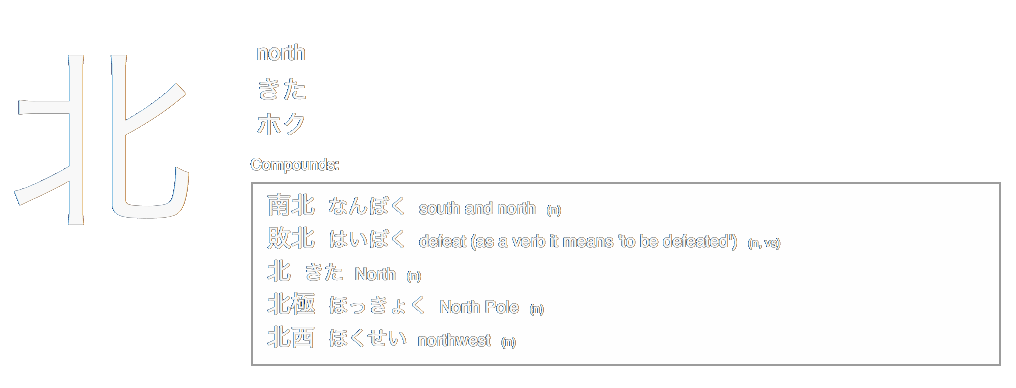 北
north
きた
ホク
Compounds:
南北 なんぼく south and north (n)
敗北 はいぼく defeat (as a verb it means 'to be defeated') (n, vs)
北 きた North (n)
北極 ほっきょく North Pole (n)
北西 ほくせい northwest (n)